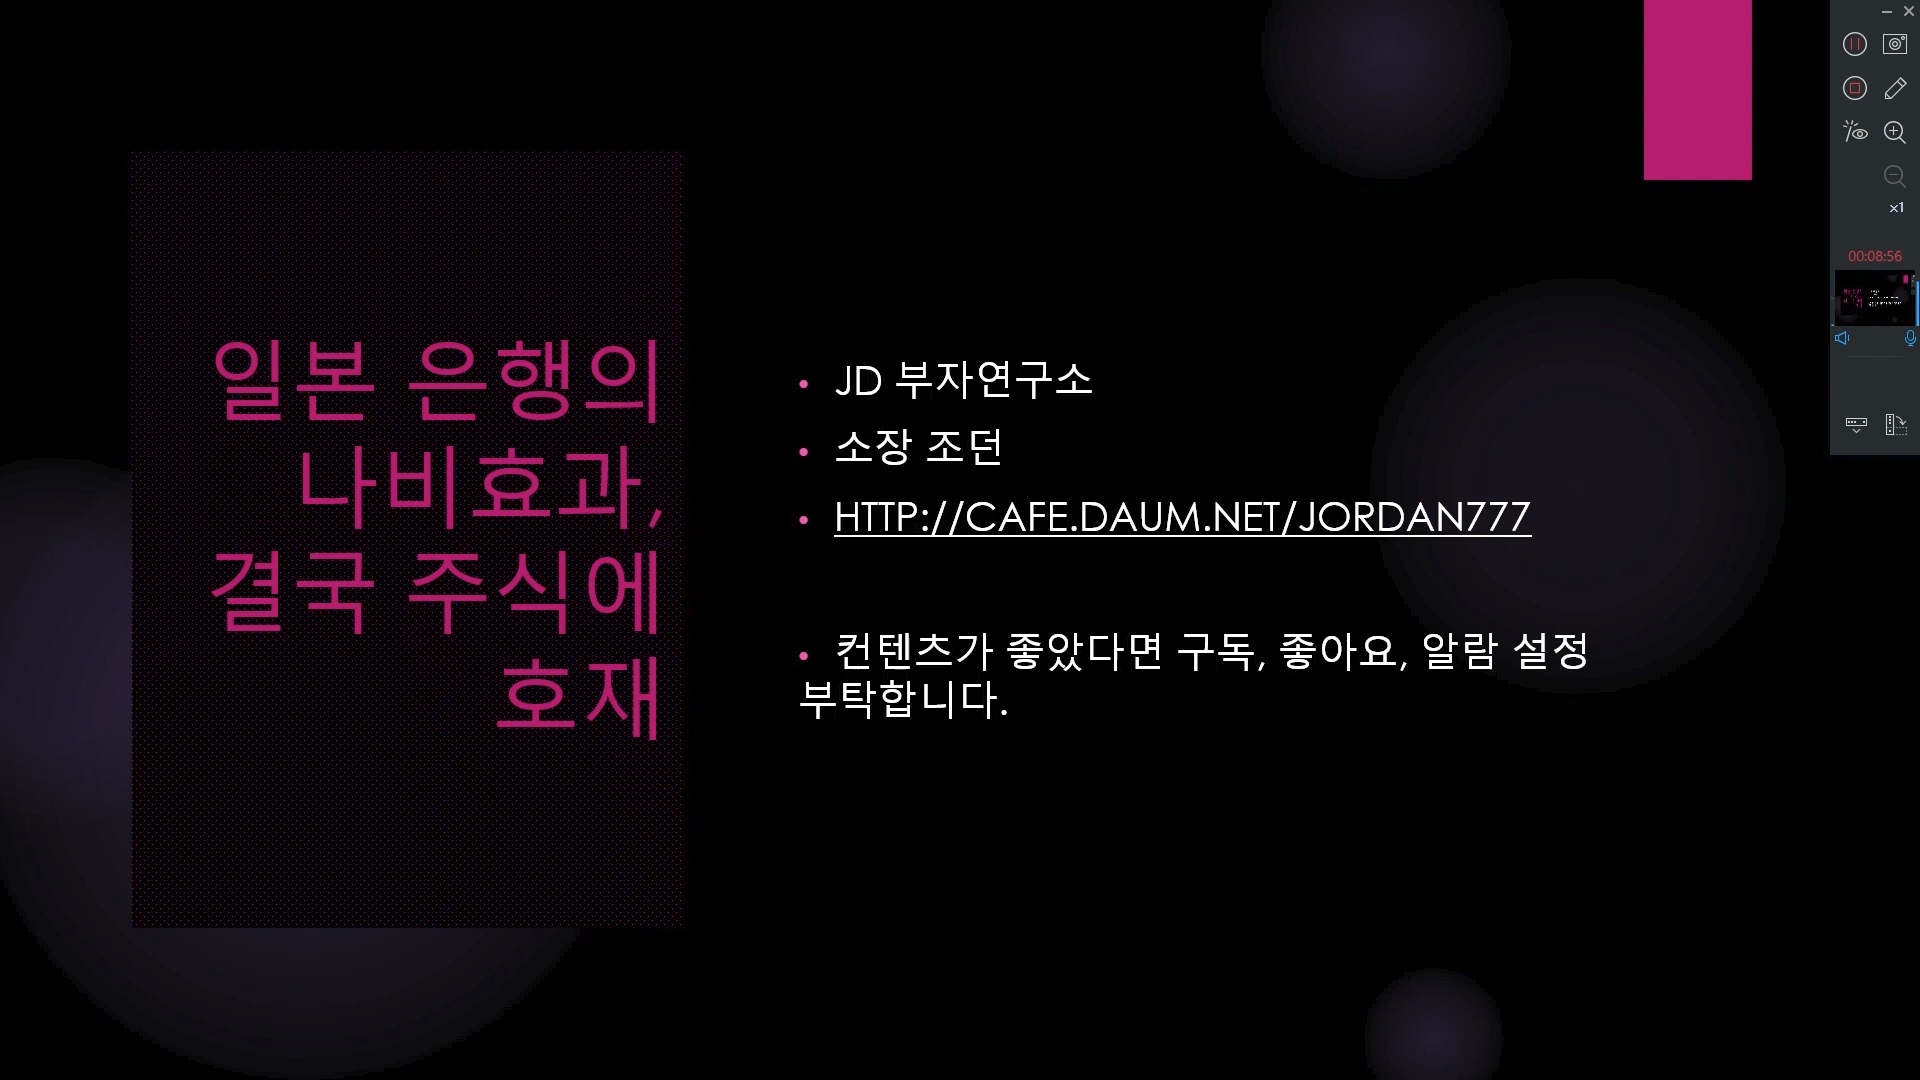 일본 은행의
나비효과,
결국 주식에
호재
• JD 부자연구소
• 소장 조던
• HTTP://CAFE.DAUM.NET/JORDAN777
• 컨텐츠가 좋았다면 구독, 좋아요, 알람 설정
부탁합니다.
x1
00:08:56